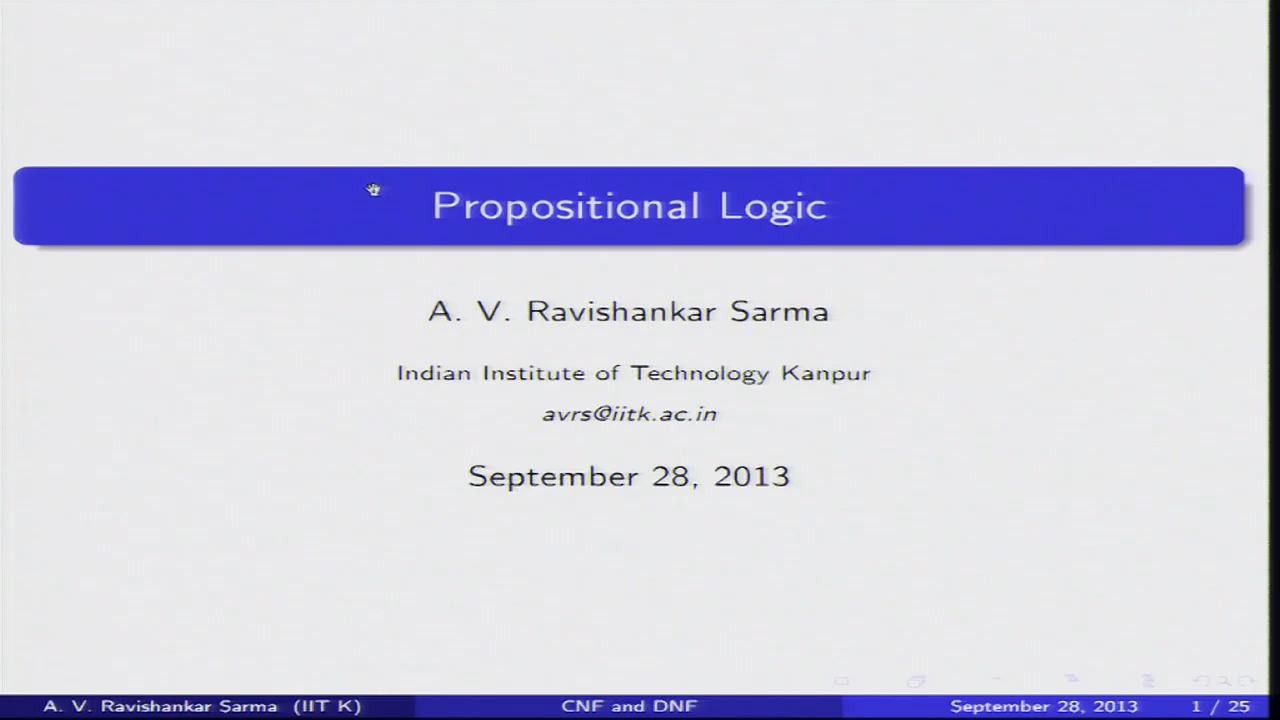 Propositional Logic
A. V. Ravishankar Sarma
Indian Institute of Technology Kanpur
avrs@iitk.ac.in
September 28, 2013
A. V. Ravishankar Sarma (IIT K)
CNF and DNF
September 28, 2013
1 / 25